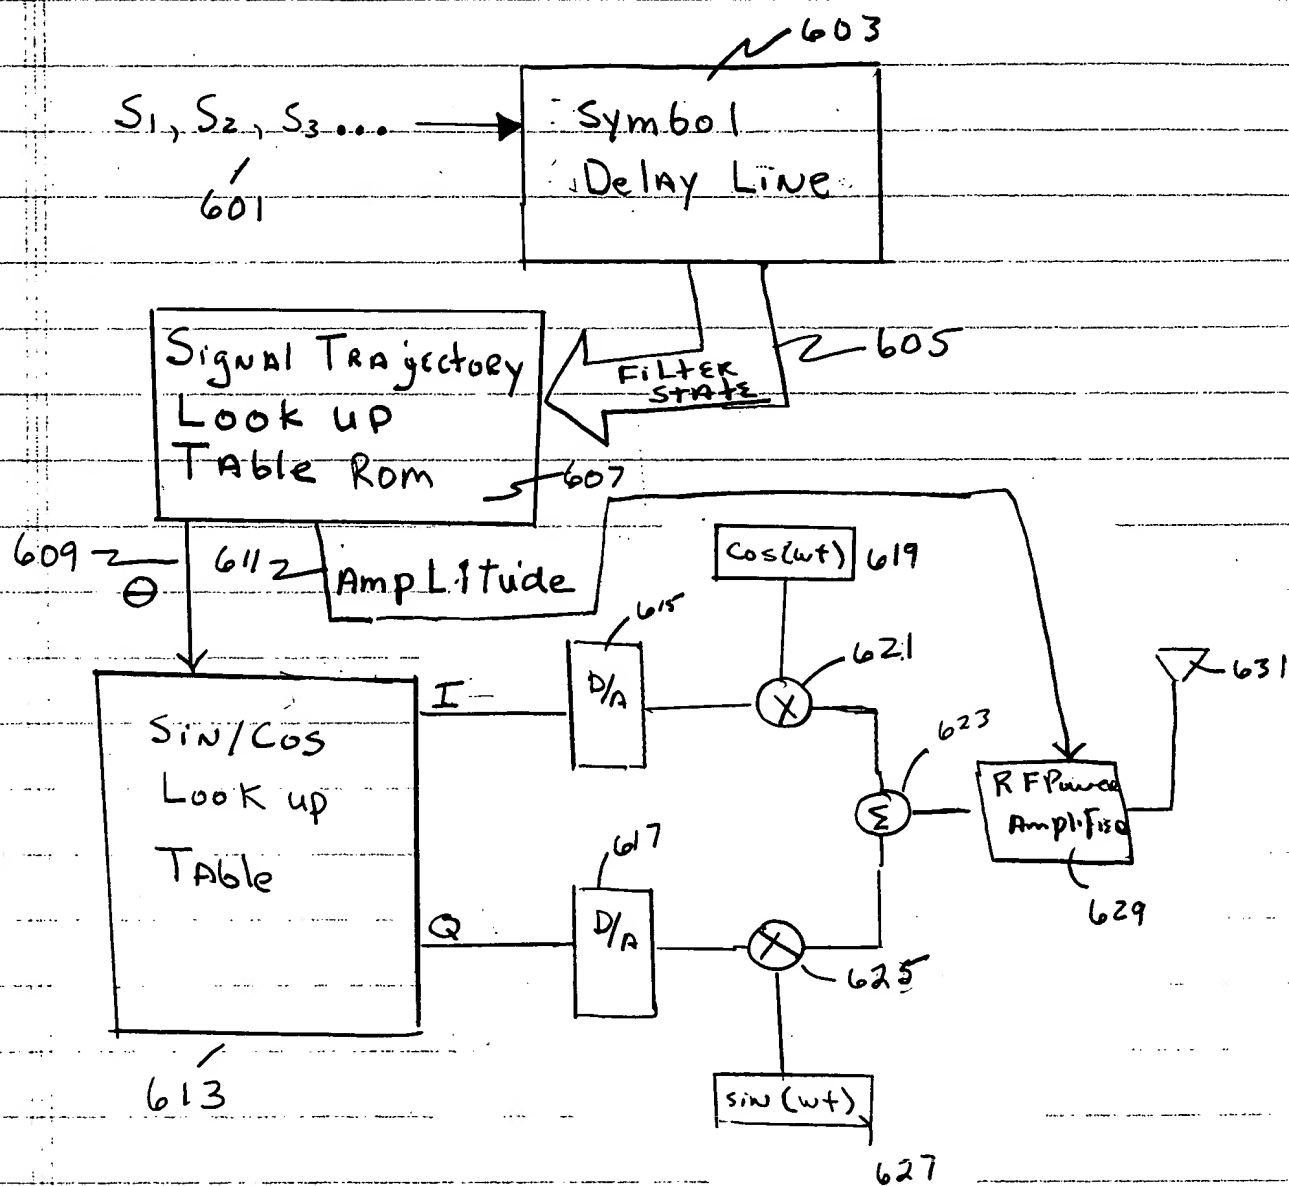 603
S1, S2, S3...
601
Symbol
Delay Line
605
Filter
State
Signal Trajectory
Look up
Table Rom
607
609
θ
611
Amplitude
Cos(wt)
619
615
D/A
621
631
I
Sin/Cos
Look up
Table
623
Σ
X
RF Power
Amplifier
629
617
D/A
Q
X
625
613
sin(wt)
627